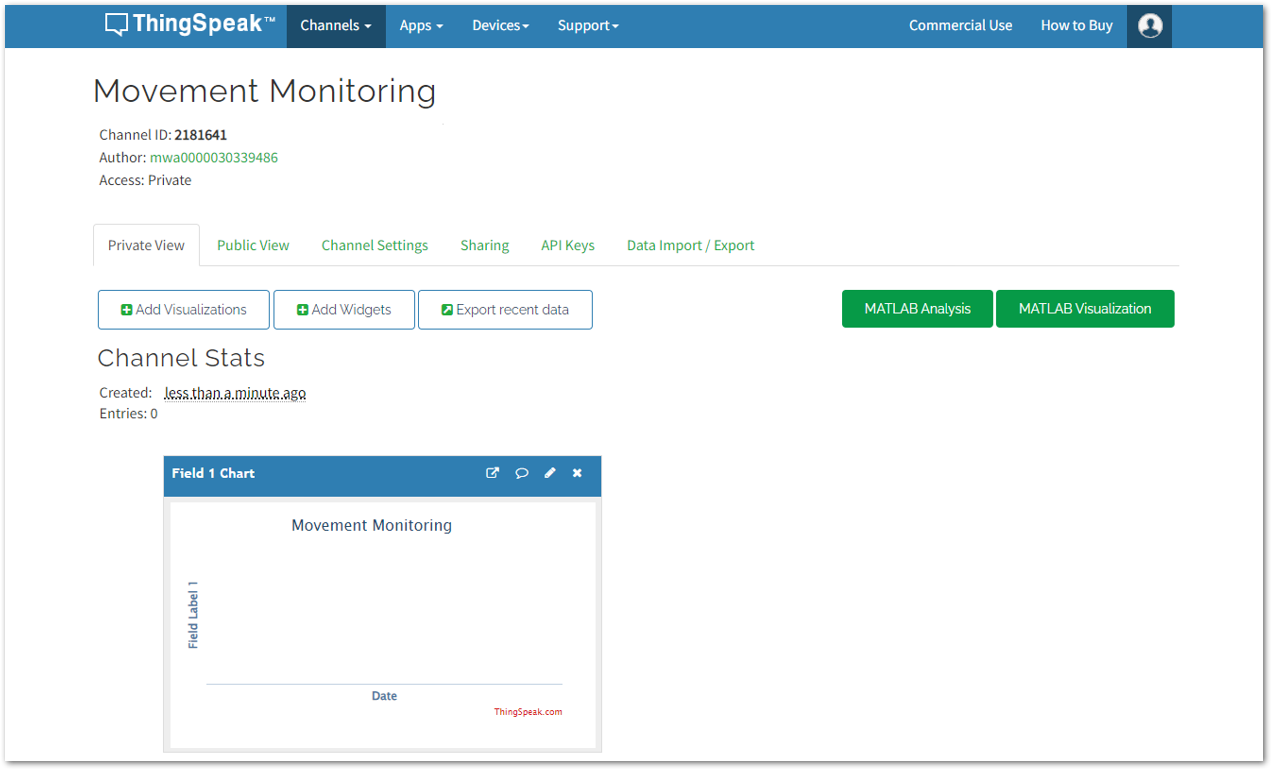 ThingSpeak™ Channels Apps Devices Support Commercial Use How to Buy
Movement Monitoring
Channel ID: 2181641
Author: mwa0000030339486
Access: Private
Private View Public View Channel Settings Sharing API Keys Data Import / Export
Add Visualizations Add Widgets Export recent data MATLAB Analysis MATLAB Visualization
Channel Stats
Created: less than a minute ago
Entries: 0
Field 1 Chart
Movement Monitoring
Field Label 1
Date
ThingSpeak.com